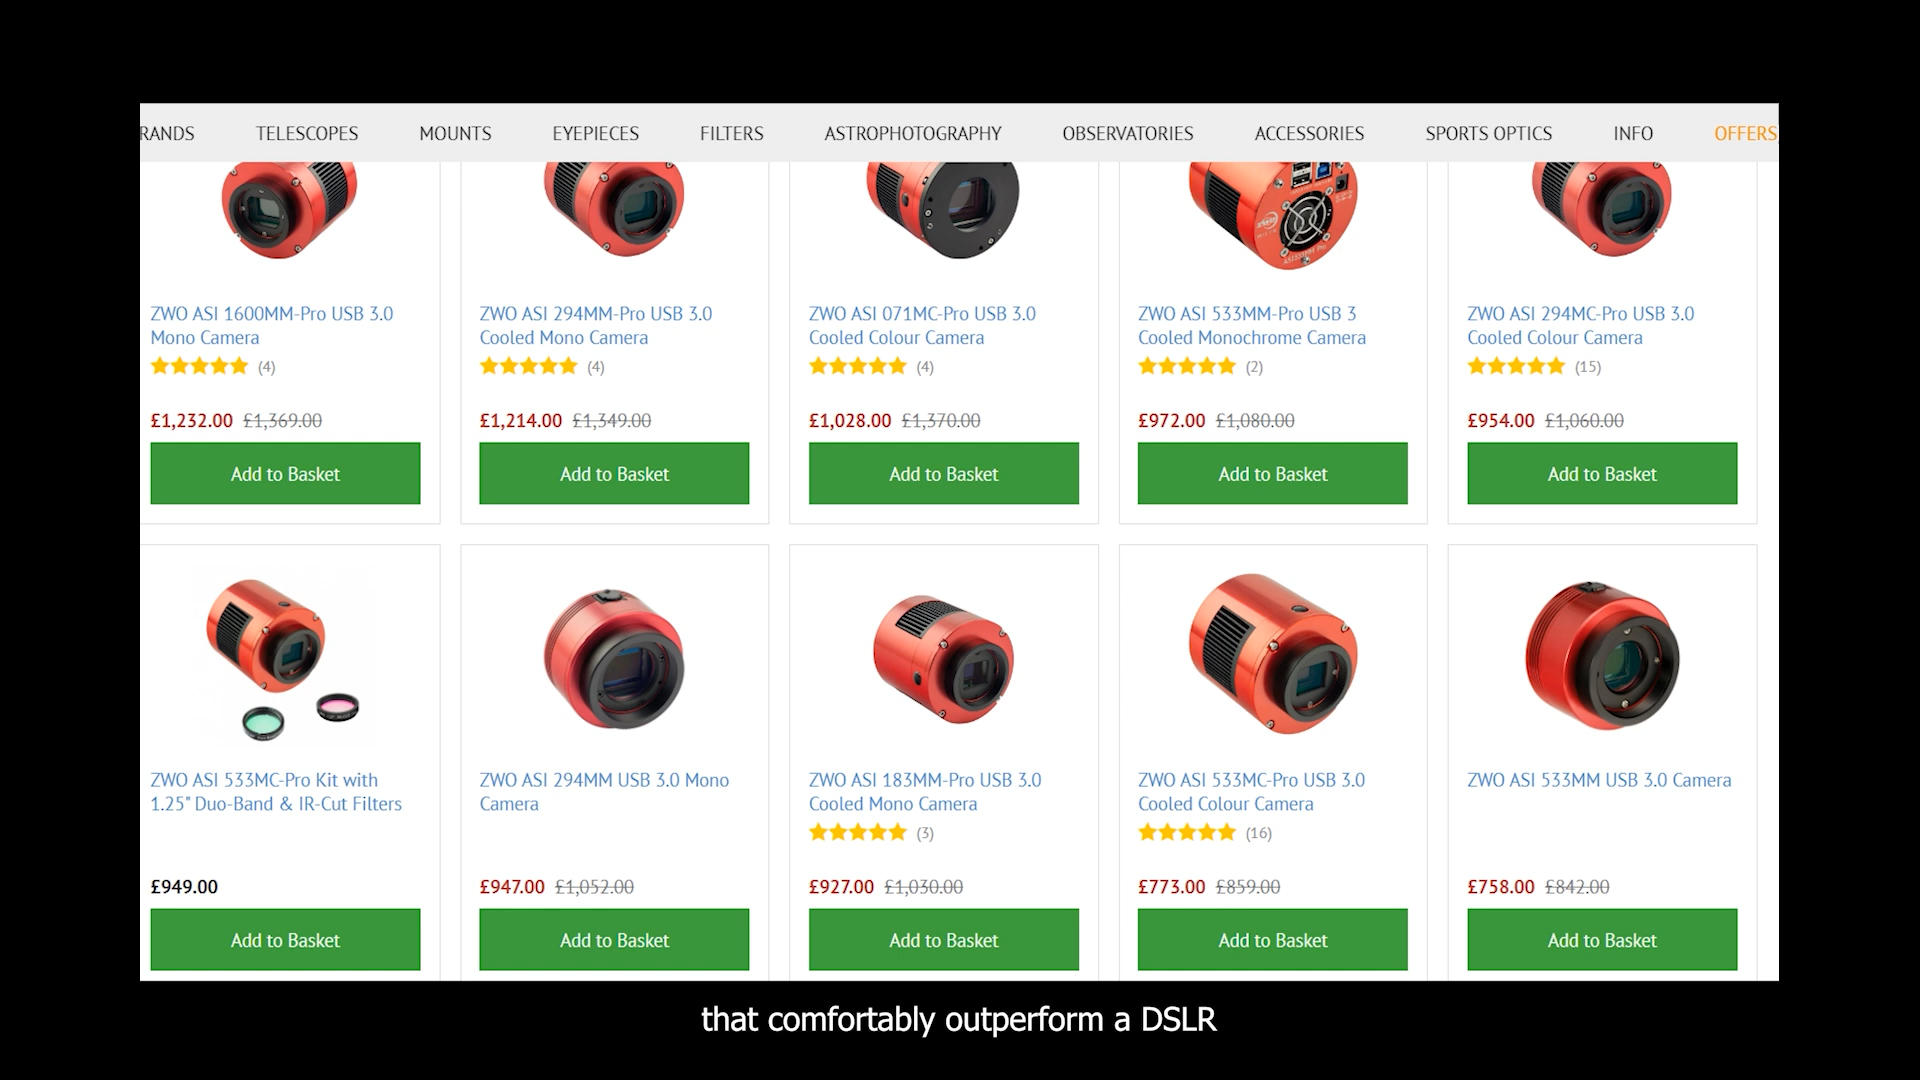 RANDS TELESCOPES MOUNTS EYEPIECES FILTERS ASTROPHOTOGRAPHY OBSERVATORIES ACCESSORIES SPORTS OPTICS INFO OFFERS
ZWO ASI 1600MM-Pro USB 3.0
Mono Camera
(4)
£1,232.00 £1,369.00
Add to Basket
ZWO ASI 294MM-Pro USB 3.0
Cooled Mono Camera
(4)
£1,214.00 £1,349.00
Add to Basket
ZWO ASI 071MC-Pro USB 3.0
Cooled Colour Camera
(4)
£1,028.00 £1,370.00
Add to Basket
ZWO ASI 533MM-Pro USB 3
Cooled Monochrome Camera
(2)
£972.00 £1,080.00
Add to Basket
ZWO ASI 294MC-Pro USB 3.0
Cooled Colour Camera
(15)
£954.00 £1,060.00
Add to Basket
ZWO ASI 533MC-Pro Kit with
1.25" Duo-Band & IR-Cut Filters
£949.00
Add to Basket
ZWO ASI 294MM USB 3.0 Mono
Camera
£947.00 £1,052.00
Add to Basket
ZWO ASI 183MM-Pro USB 3.0
Cooled Mono Camera
(3)
£927.00 £1,030.00
Add to Basket
ZWO ASI 533MC-Pro USB 3.0
Cooled Colour Camera
(16)
£773.00 £859.00
Add to Basket
ZWO ASI 533MM USB 3.0 Camera
£758.00 £842.00
Add to Basket
that comfortably outperform a DSLR